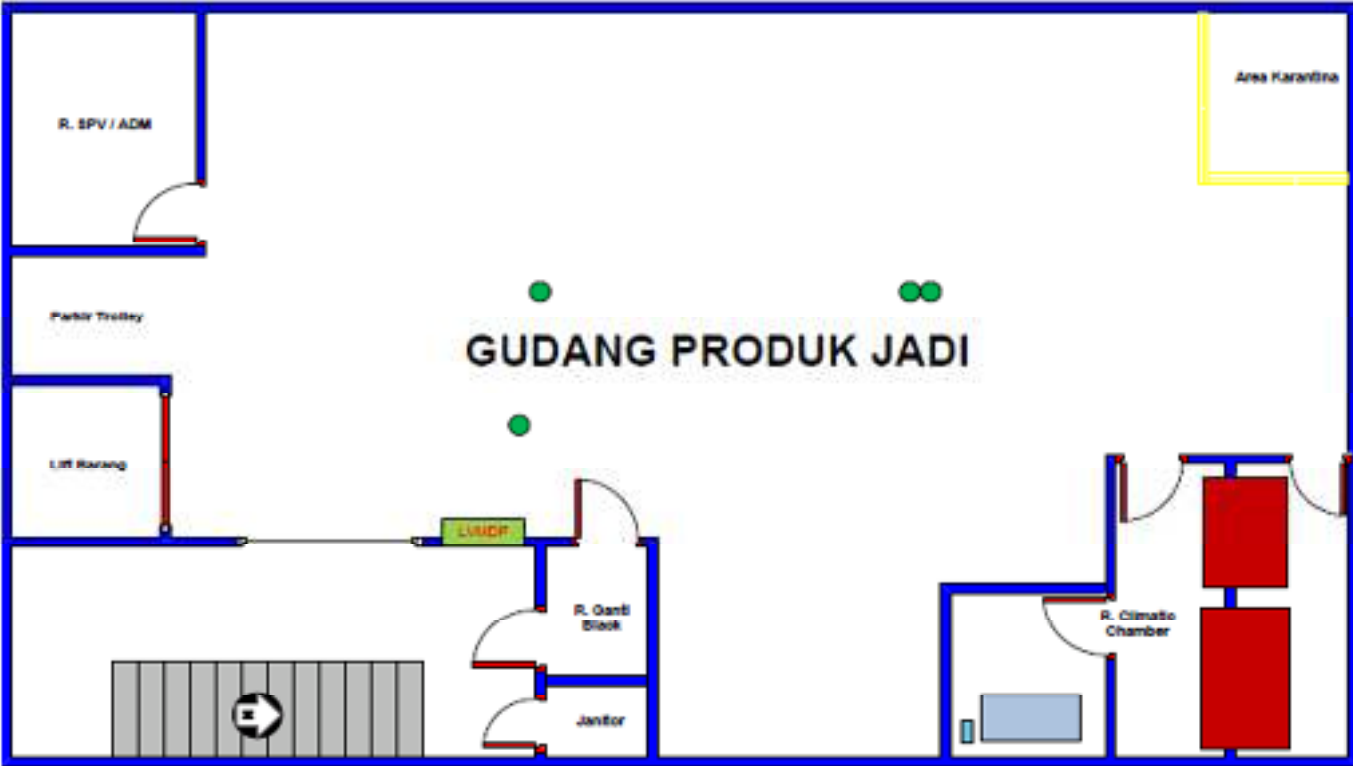 Area Karantina
R. SPV / ADM
Parkir Trolley
GUDANG PRODUK JADI
Lift Barang
LVMDP
R. Ganti
Black
R. Climatic
Chamber
Janitor